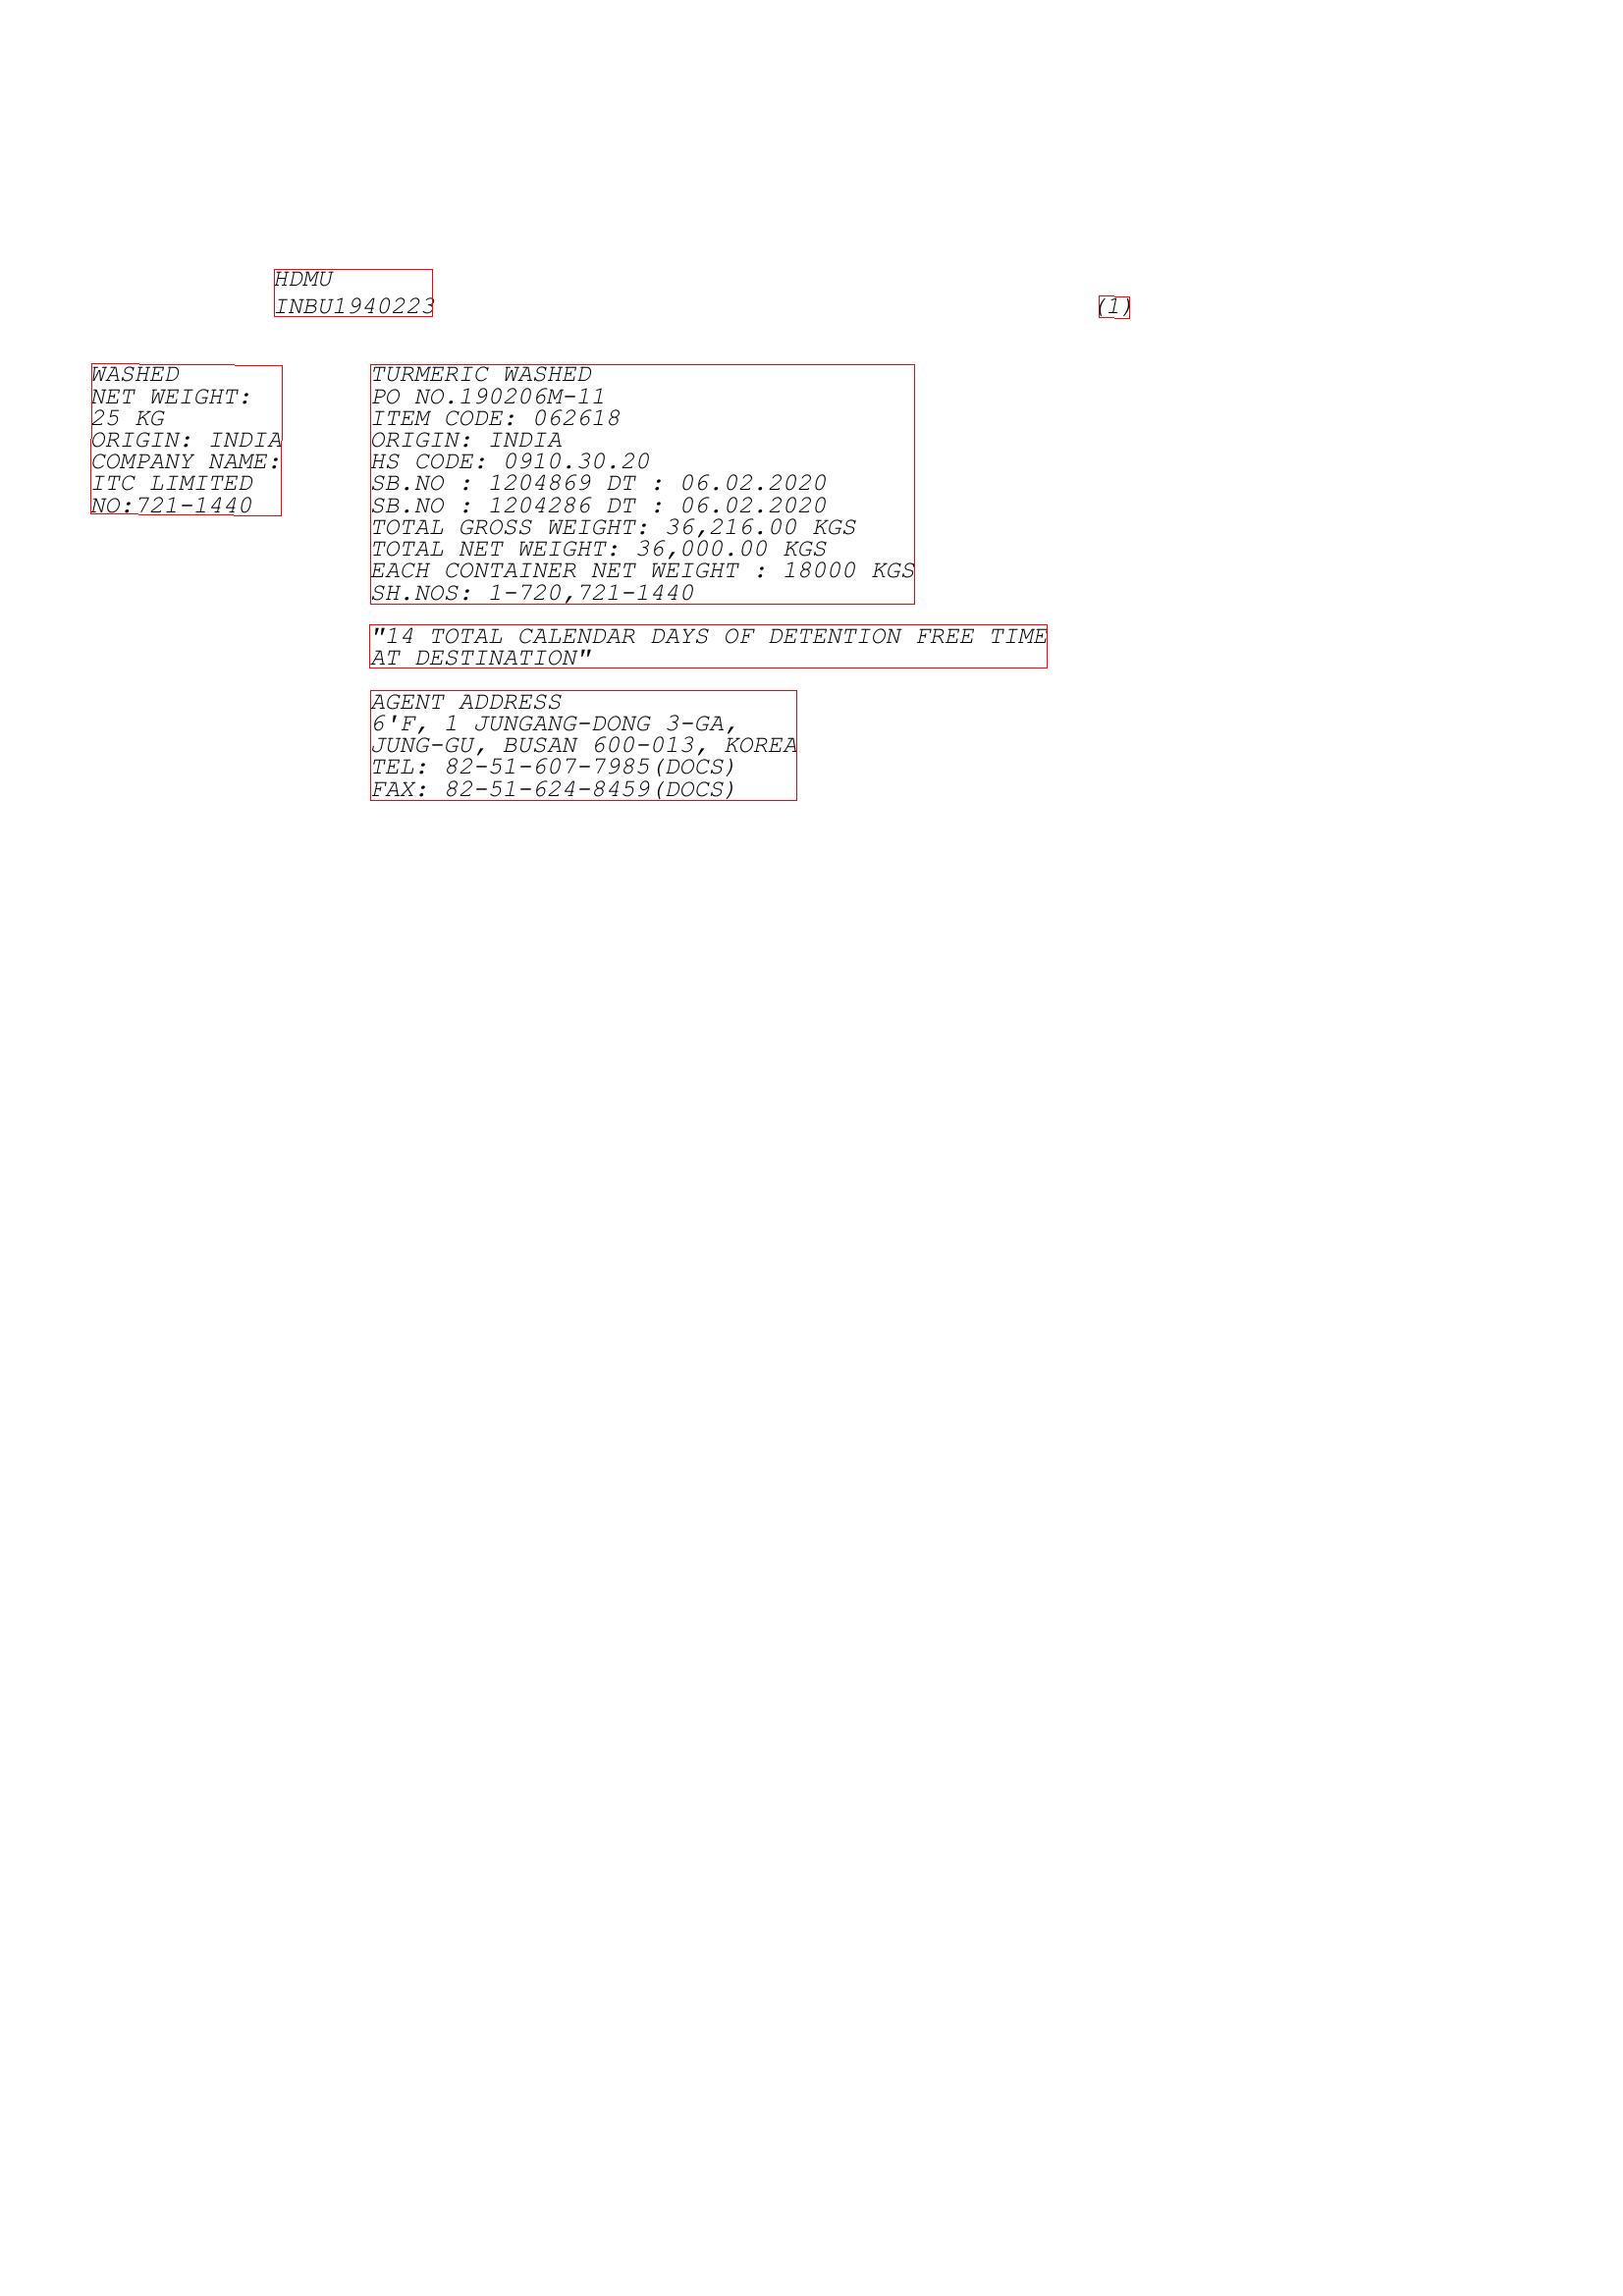 HDMU
INBU1940223
(1)
WASHED
NET WEIGHT:
25 KG
ORIGIN: INDIA
COMPANY NAME:
ITC LIMITED
NO:721-1440
TURMERIC WASHED
PO NO.190206M-11
ITEM CODE: 062618
ORIGIN: INDIA
HS CODE: 0910.30.20
SB.NO : 1204869 DT : 06.02.2020
SB.NO : 1204286 DT : 06.02.2020
TOTAL GROSS WEIGHT: 36,216.00 KGS
TOTAL NET WEIGHT: 36,000.00 KGS
EACH CONTAINER NET WEIGHT : 18000 KGS
SH.NOS: 1-720,721-1440
"14 TOTAL CALENDAR DAYS OF DETENTION FREE TIME
AT DESTINATION"
AGENT ADDRESS
6'F, 1 JUNGANG-DONG 3-GA,
JUNG-GU, BUSAN 600-013, KOREA
TEL: 82-51-607-7985(DOCS)
FAX: 82-51-624-8459(DOCS)